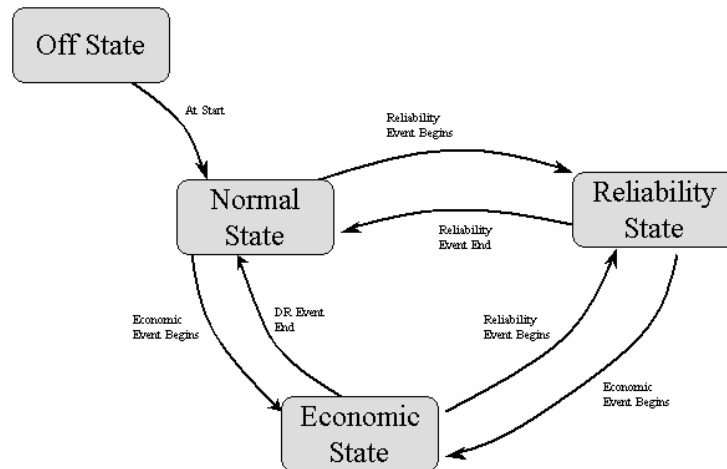 Off State
At Start
Reliability
Event Begins
Normal
State
Reliability
State
Reliability
Event End
Economic
Event Begins
DR Event
End
Reliability
Event Begins
Economic
Event Begins
Economic
State